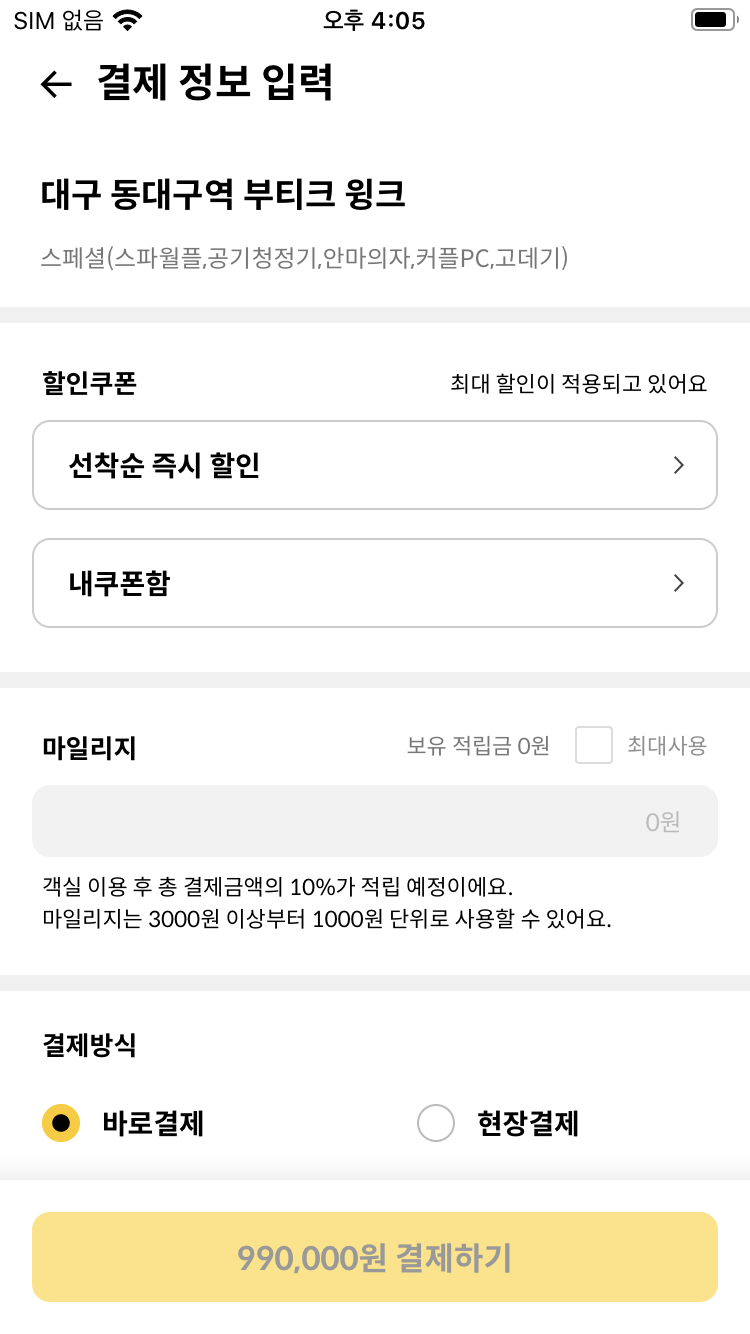 SIM 없음 오후 4:05
결제 정보 입력
대구 동대구역 부티크 윙크
스페셜(스파월플,공기청정기,안마의자,커플PC,고데기)
할인쿠폰 최대 할인이 적용되고 있어요
선착순 즉시 할인
내쿠폰함
마일리지 보유 적립금 0원 최대사용
0원
객실 이용 후 총 결제금액의 10%가 적립 예정이에요.
마일리지는 3000원 이상부터 1000원 단위로 사용할 수 있어요.
결제방식
바로결제 현장결제
990,000원 결제하기